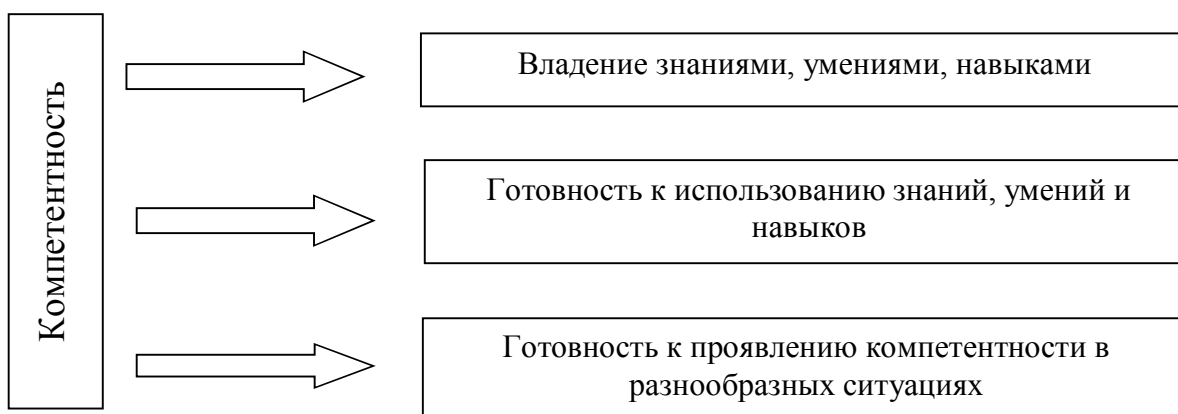 Компетентность
Владение знаниями, умениями, навыками
Готовность к использованию знаний, умений и
навыков
Готовность к проявлению компетентности в
разнообразных ситуациях